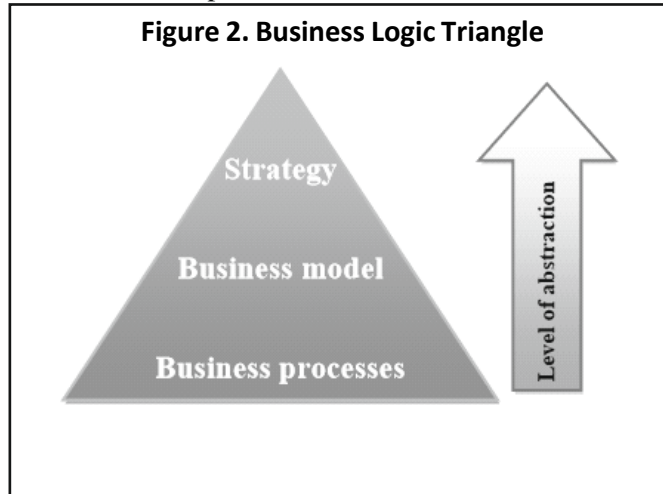 Figure 2. Business Logic Triangle
Strategy
Business model
Business processes
Level of abstraction